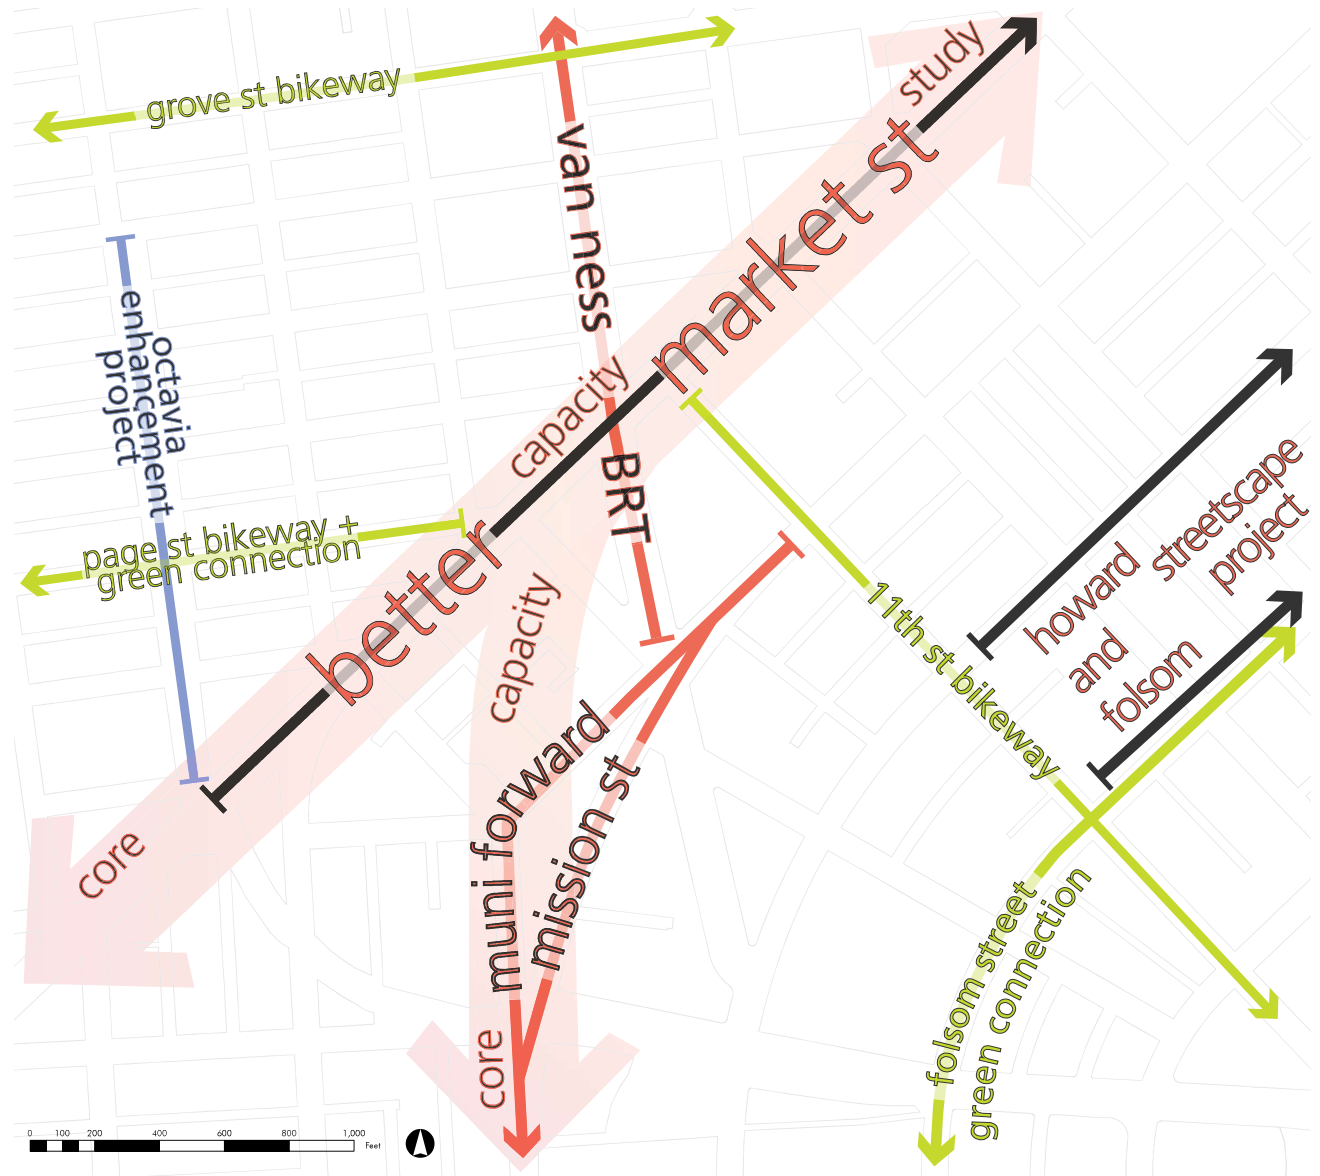 grove st bikeway
van ness
BRT
study
better market st
capacity
core
octavia
enhancement
project
page st bikeway +
green connection
capacity
core
muni forward
mission st
11th st bikeway
howard
and
folsom
streetscape
project
folsom street
green connection
0 100 200 400 600 800 1,000
Feet